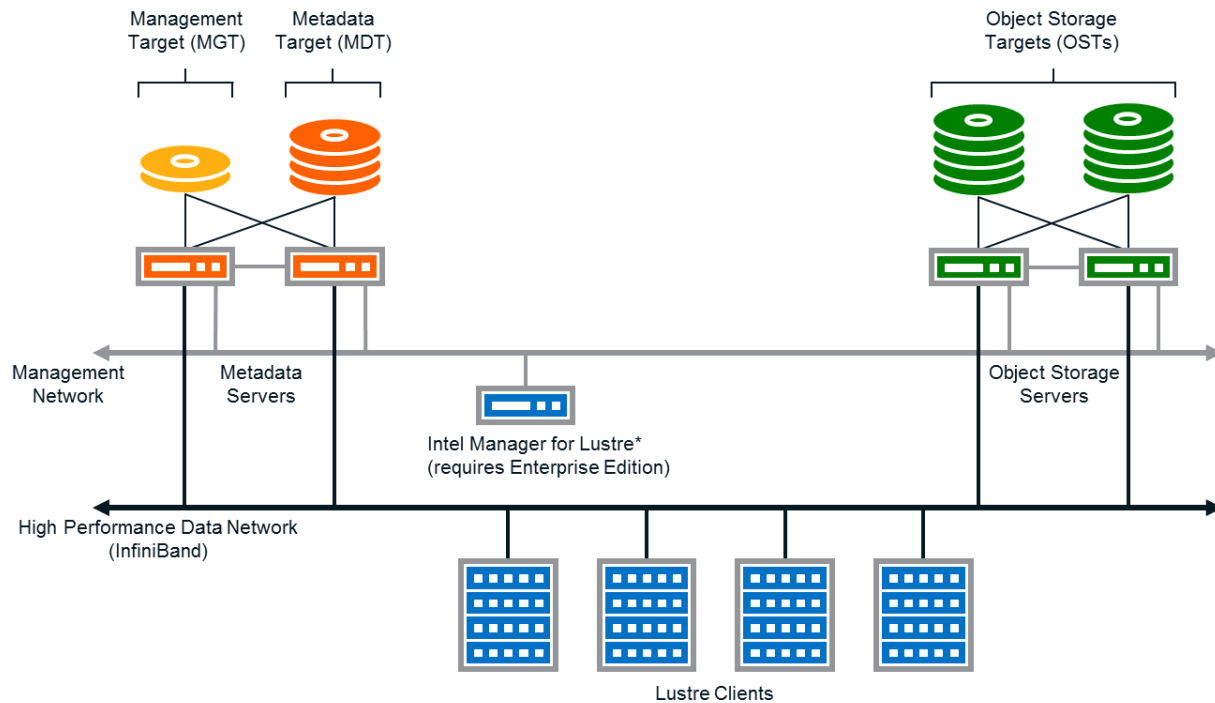 Management
Target (MGT)
Metadata
Target (MDT)
Object Storage
Targets (OSTs)
Management
Network
Metadata
Servers
Object Storage
Servers
Intel Manager for Lustre*
(requires Enterprise Edition)
High Performance Data Network
(InfiniBand)
Lustre Clients